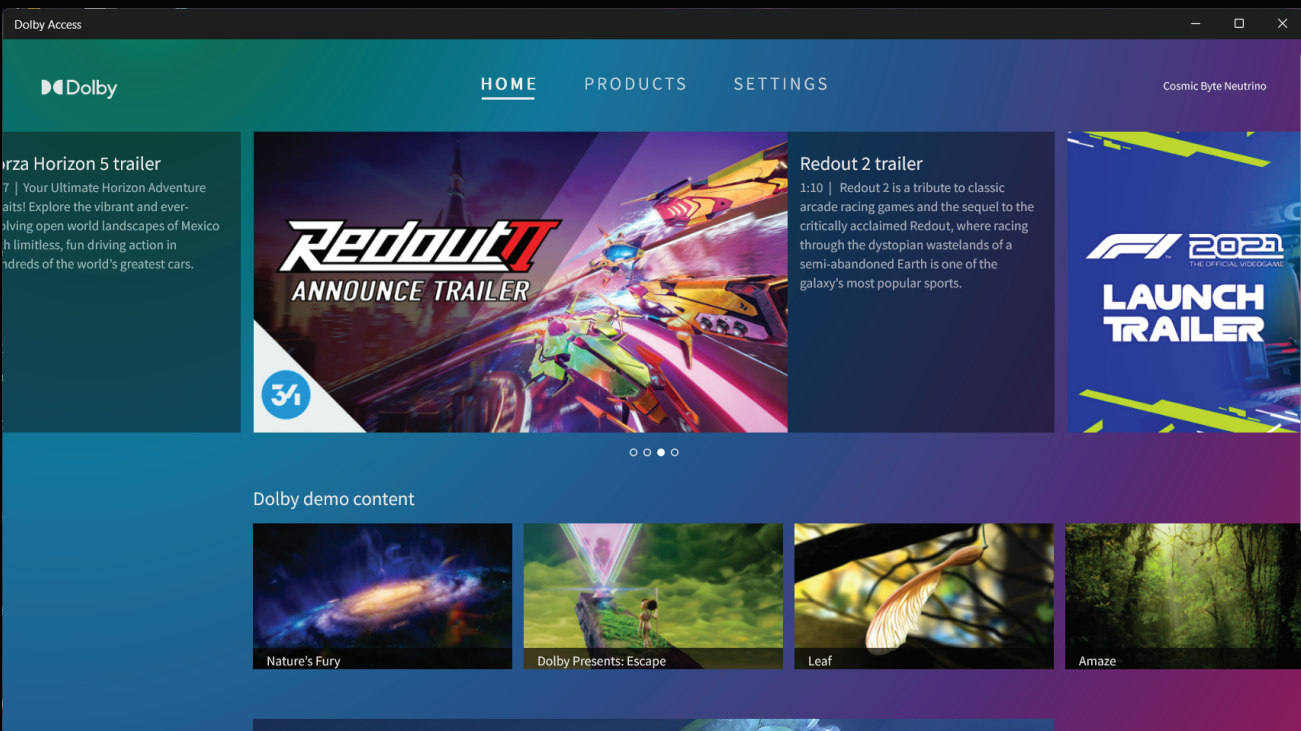 Dolby Access
Dolby
HOME
PRODUCTS
SETTINGS
Cosmic Byte Neutrino
Horizon 5 trailer
7 | Your Ultimate Horizon Adventure
Explore the vibrant and ever-
open world landscapes of Mexico
limitless, fun driving action in
of the world's greatest cars.
Redout II
ANNOUNCE TRAILER
34
Redout 2 trailer
1:10 | Redout 2 is a tribute to classic
arcade racing games and the sequel to the
critically acclaimed Redout, where racing
through the dystopian wastelands of a
semi-abandoned Earth is one of the
galaxy's most popular sports.
F1 2021
THE OFFICIAL VIDEOGAME
LAUNCH
TRAILER
Dolby demo content
Nature's Fury
Dolby Presents: Escape
Leaf
Amaze